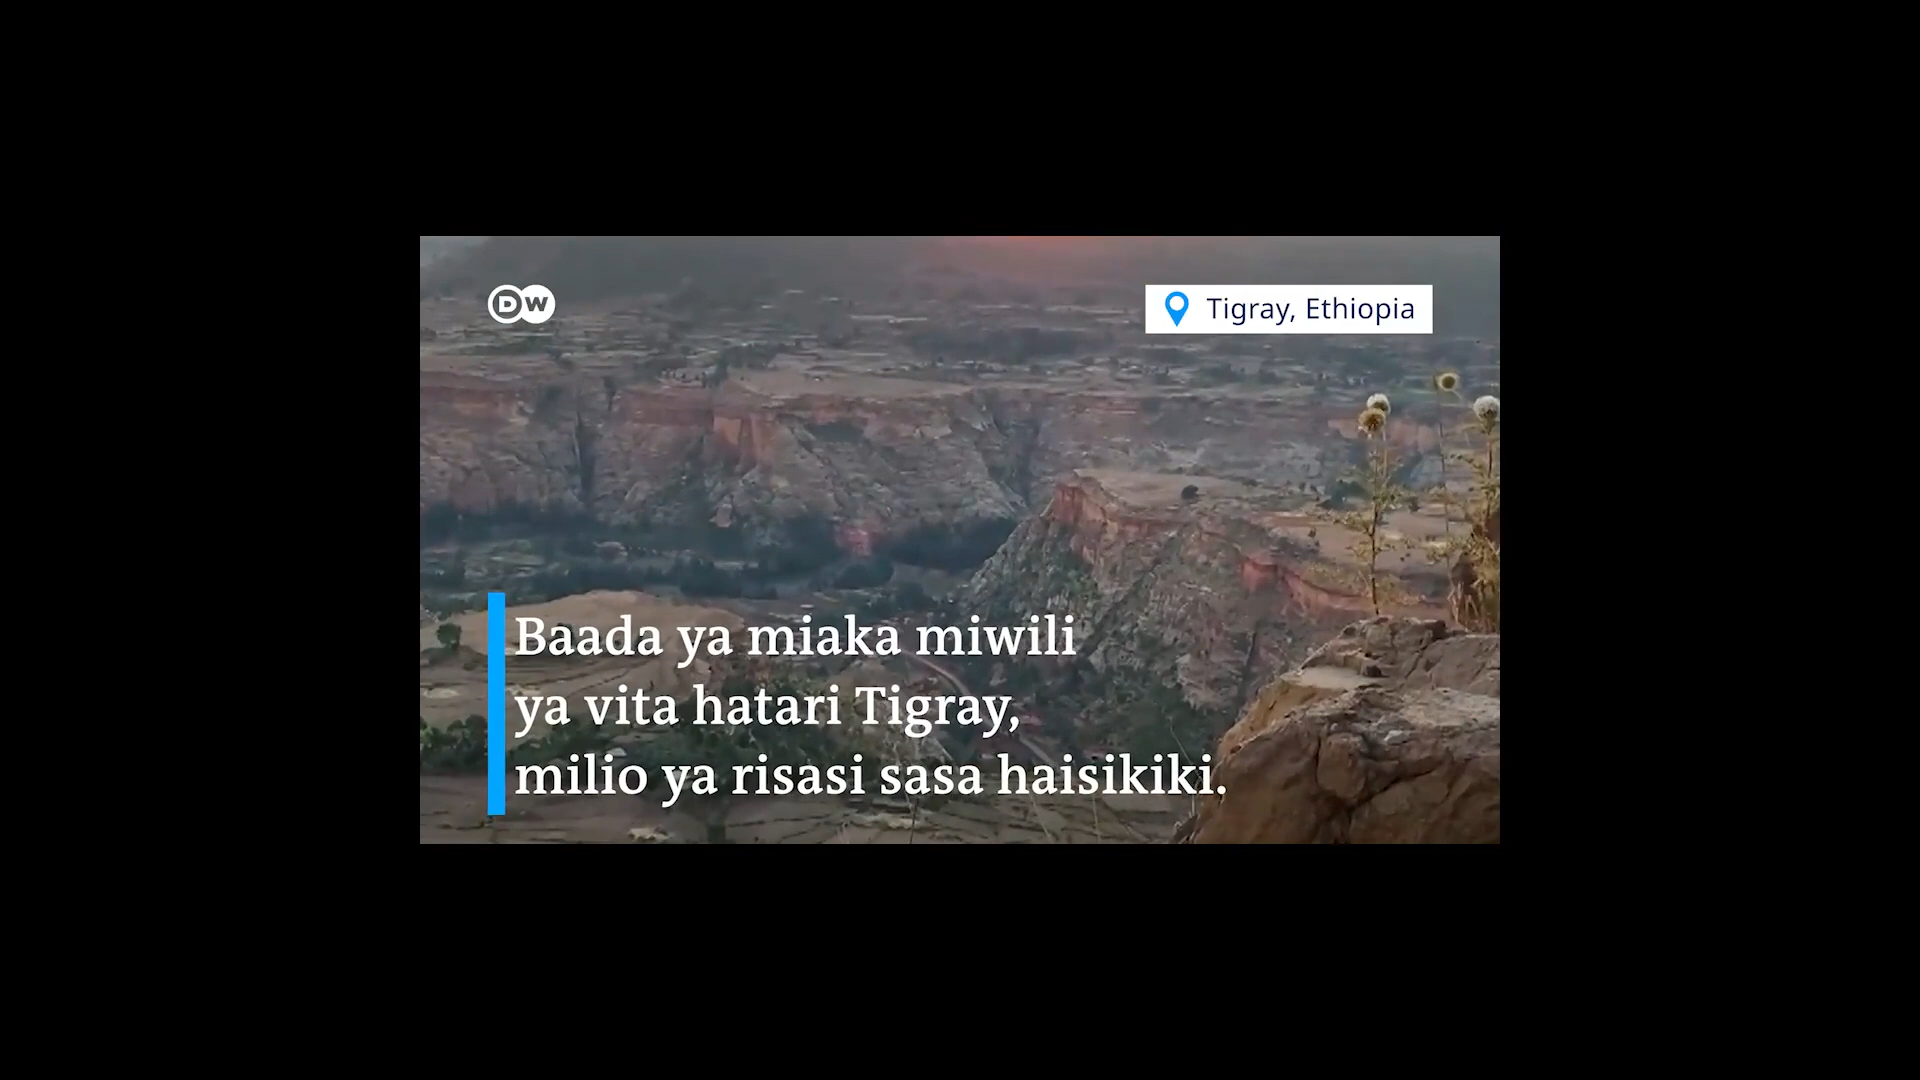 DW
Tigray, Ethiopia
Baada ya miaka miwili
ya vita hatari Tigray,
milio ya risasi sasa haisikiki.